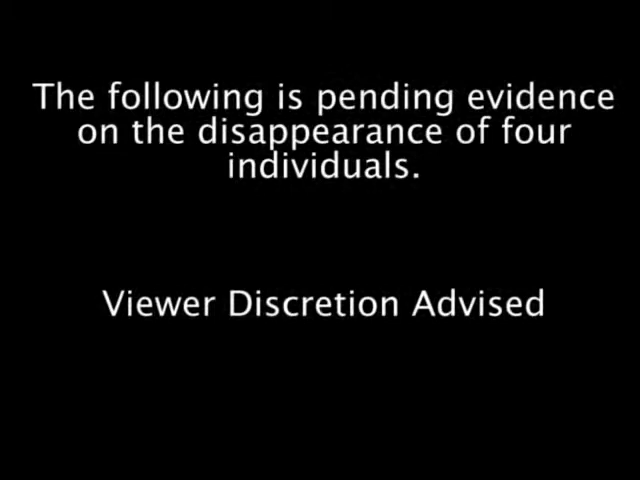 The following is pending evidence
on the disappearance of four
individuals.
Viewer Discretion Advised